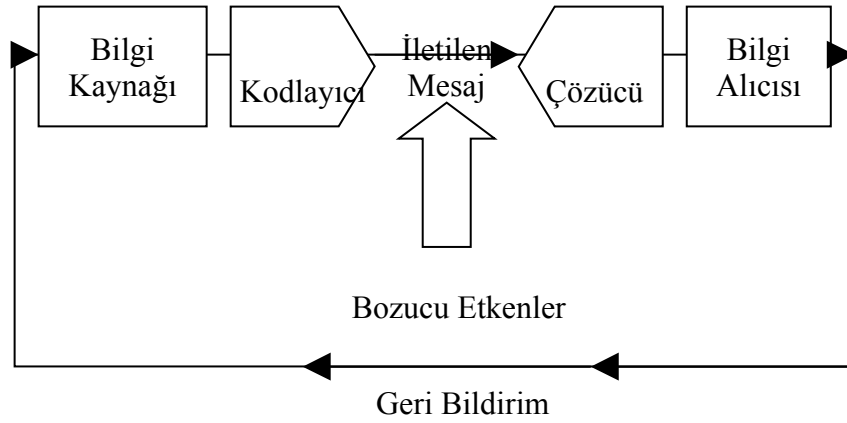 Bilgi
Kaynağı
Kodlayıcı
İletilen
Mesaj
Çözücü
Bilgi
Alıcısı
Bozucu Etkenler
Geri Bildirim